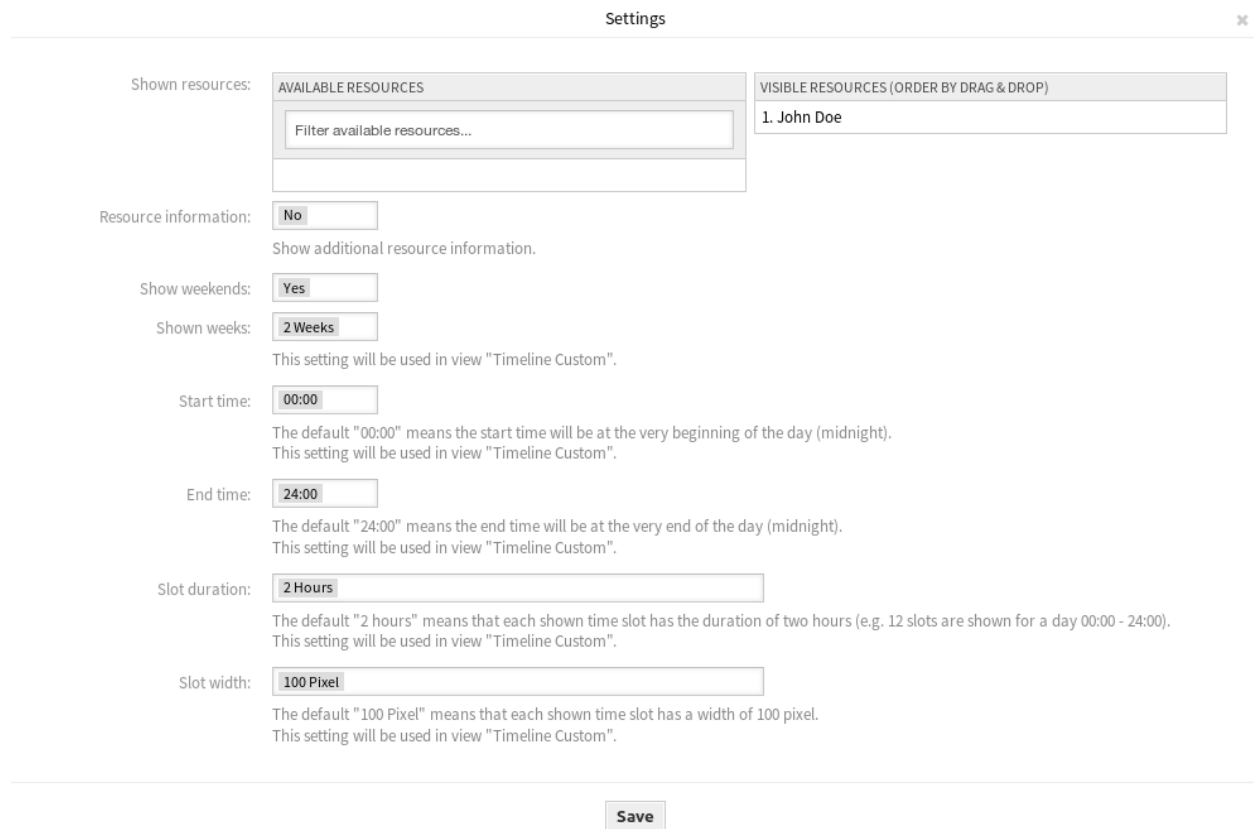 Settings
Shown resources:
AVAILABLE RESOURCES
Filter available resources...
VISIBLE RESOURCES (ORDER BY DRAG & DROP)
1. John Doe
Resource information:
No
Show additional resource information.
Show weekends:
Yes
Shown weeks:
2 Weeks
This setting will be used in view "Timeline Custom".
Start time:
00:00
The default "00:00" means the start time will be at the very beginning of the day (midnight).
This setting will be used in view "Timeline Custom".
End time:
24:00
The default "24:00" means the end time will be at the very end of the day (midnight).
This setting will be used in view "Timeline Custom".
Slot duration:
2 Hours
The default "2 hours" means that each shown time slot has the duration of two hours (e.g. 12 slots are shown for a day 00:00 - 24:00).
This setting will be used in view "Timeline Custom".
Slot width:
100 Pixel
The default "100 Pixel" means that each shown time slot has a width of 100 pixel.
This setting will be used in view "Timeline Custom".
Save